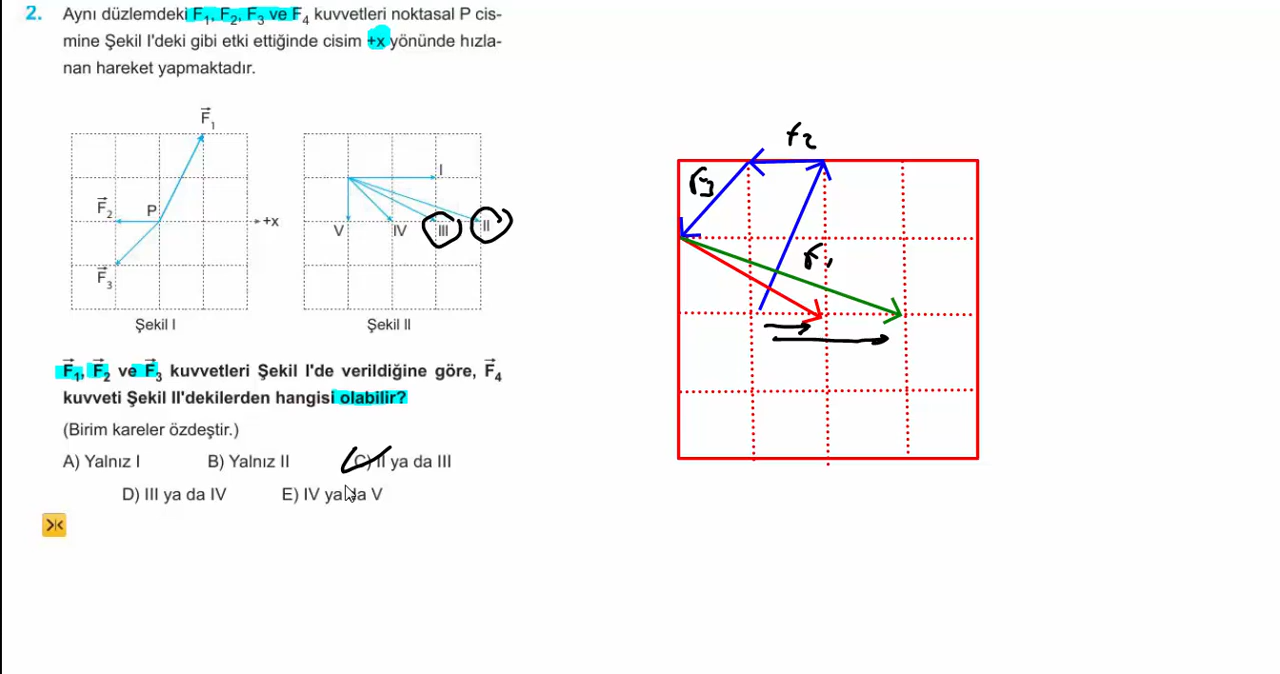 2. Aynı düzlemdeki F1, F2, F3 ve F4 kuvvetleri noktasal P cis-
mine Şekil I'deki gibi etki ettiğinde cisim +x yönünde hızla-
nan hareket yapmaktadır.
F1
F2
P
+x
F3
Şekil I
I
V
IV
III
II
Şekil II
F2
F3
F1
F1, F2 ve F3 kuvvetleri Şekil I'de verildiğine göre, F4
kuvveti Şekil II'dekilerden hangisi olabilir?
(Birim kareler özdeştir.)
A) Yalnız I B) Yalnız II C) II ya da III
D) III ya da IV E) IV ya da V